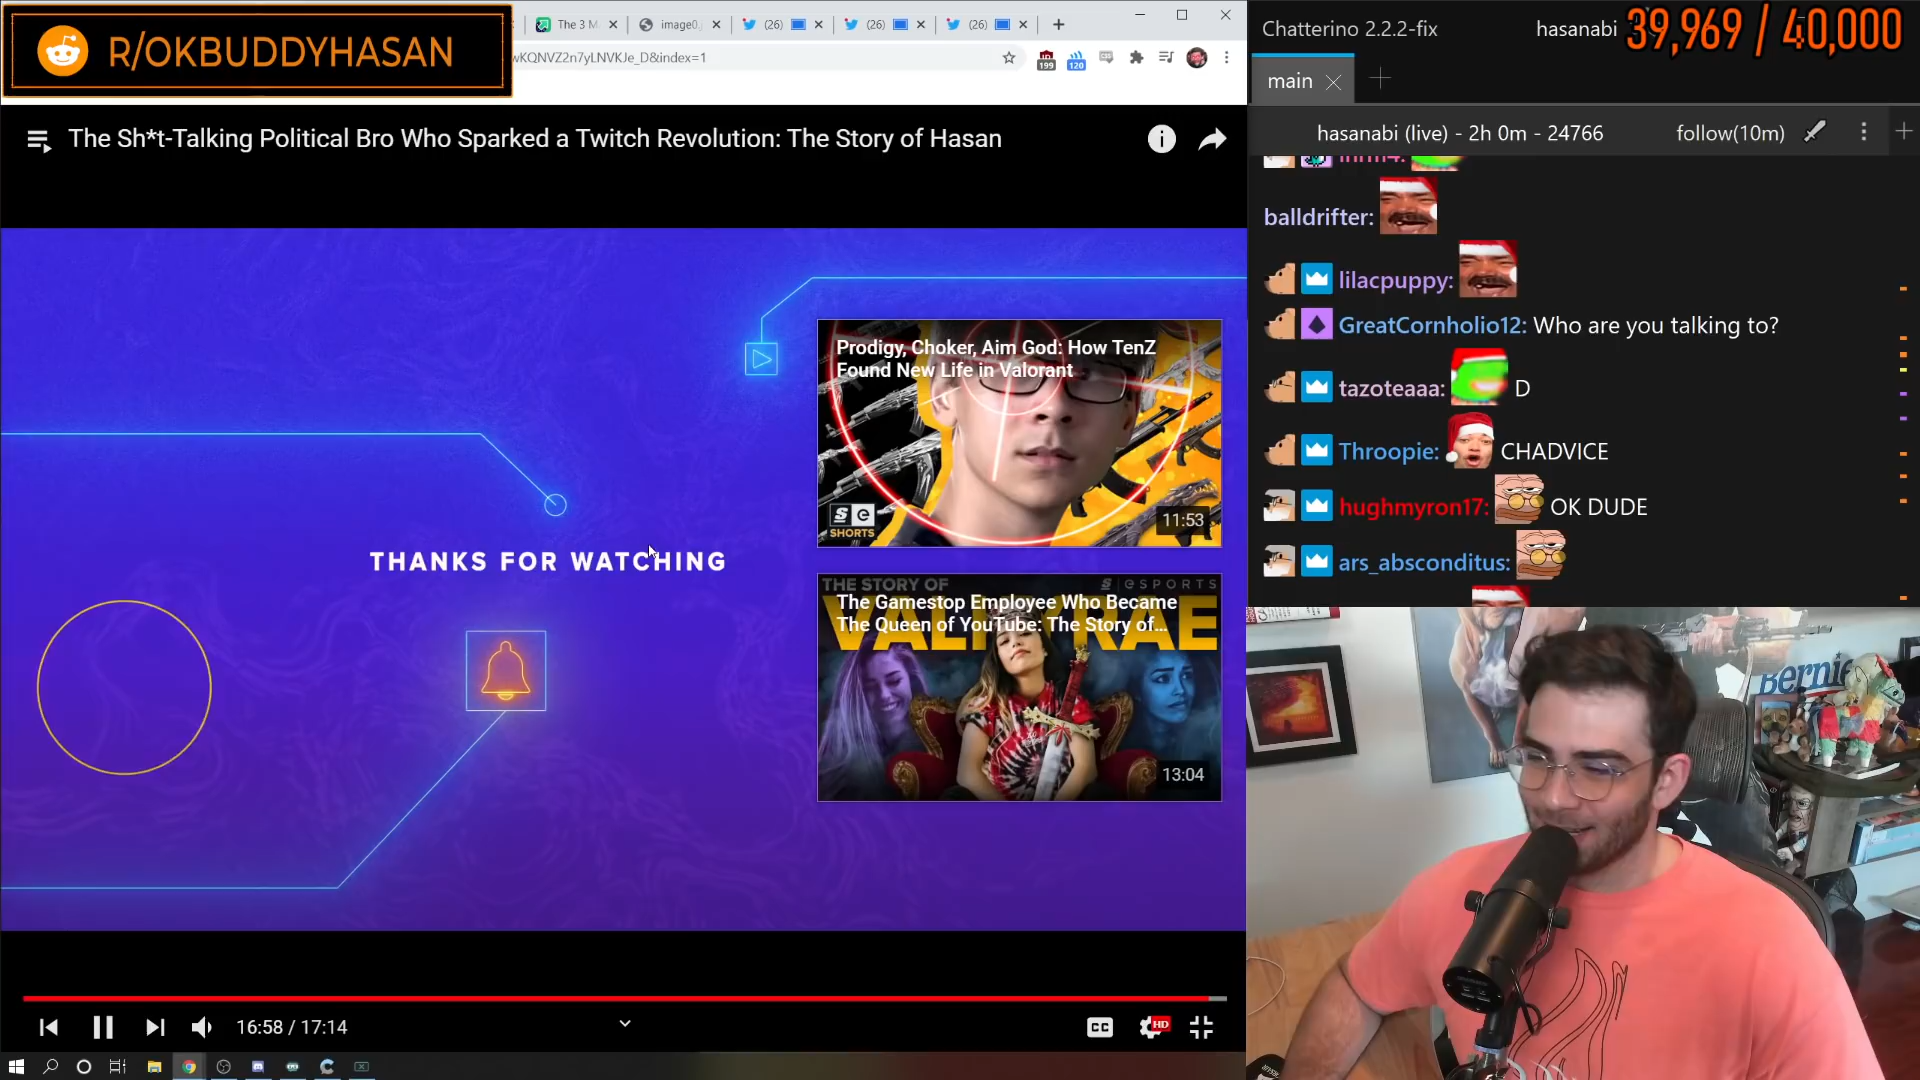 R/OKBUDDYHASAN
The 3 M
image0.
(26)
(26)
(26)
wKQNVZ2n7yLNVKJe_D&index=1
199
120
The Sh*t-Talking Political Bro Who Sparked a Twitch Revolution: The Story of Hasan
THANKS FOR WATCHING
Prodigy, Choker, Aim God: How TenZ
Found New Life in Valorant
SHORTS
11:53
THE STORY OF
ESPORTS
VALKYRAE
The Gamestop Employee Who Became
The Queen of YouTube: The Story of...
13:04
16:58 / 17:14
CC
HD
Chatterino 2.2.2-fix
hasanabi
39,969 / 40,000
main
hasanabi (live) - 2h 0m - 24766
follow(10m)
balldrifter:
lilacpuppy:
GreatCornholio12: Who are you talking to?
tazoteaaa: D
Throopie: CHADVICE
hughmyron17: OK DUDE
ars_absconditus:
Bernie